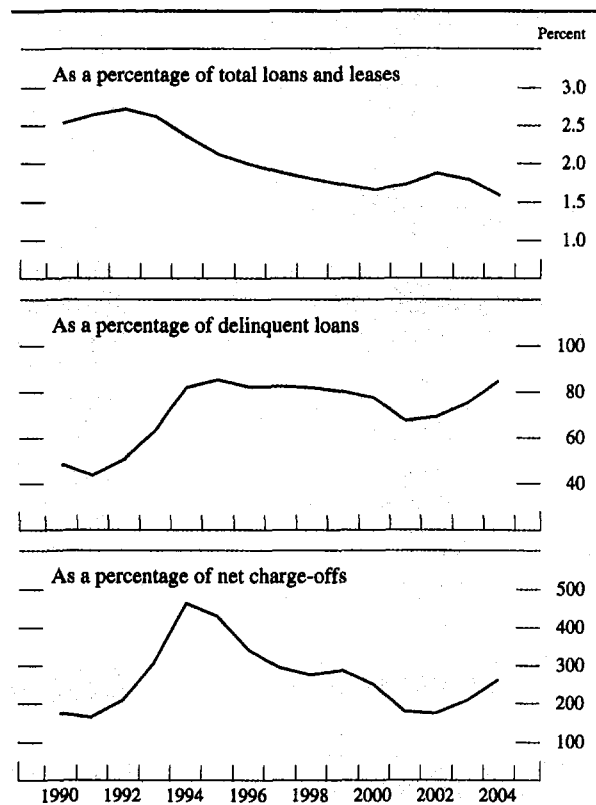 Percent
As a percentage of total loans and leases
3.0
2.5
2.0
1.5
1.0
As a percentage of delinquent loans
100
80
60
40
As a percentage of net charge-offs
500
400
300
200
100
1990 1992 1994 1996 1998 2000 2002 2004